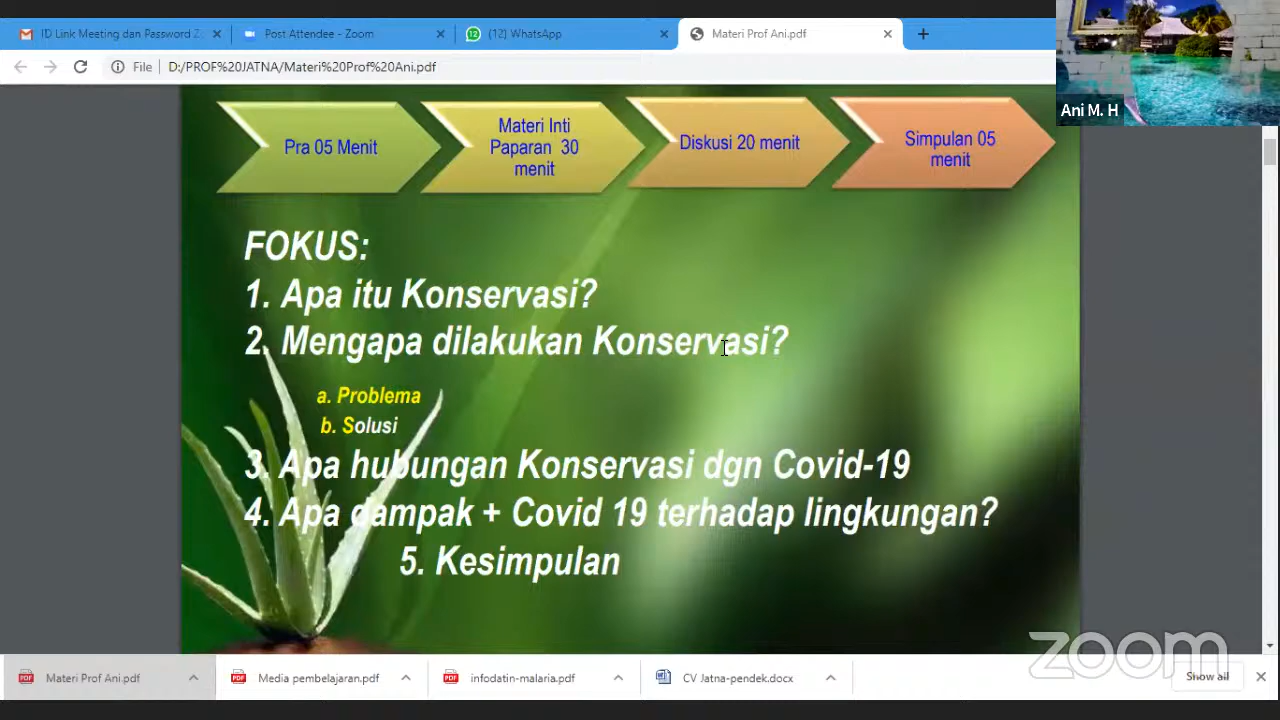 ID Link Meeting dan Password Z
Post Attendee - Zoom
(12) WhatsApp
Materi Prof Ani.pdf
File
D:/PROF%20JATNA/Materi%20Prof%20Ani.pdf
Ani M. H
Pra 05 Menit
Materi Inti
Paparan 30
menit
Diskusi 20 menit
Simpulan 05
menit
FOKUS:
1. Apa itu Konservasi?
2. Mengapa dilakukan Konservasi?
a. Problema
b. Solusi
3. Apa hubungan Konservasi dgn Covid-19
4. Apa dampak + Covid 19 terhadap lingkungan?
5. Kesimpulan
zoom
Materi Prof Ani.pdf
Media pembelajaran.pdf
infodatin-malaria.pdf
CV Jatna-pendek.docx
Show all